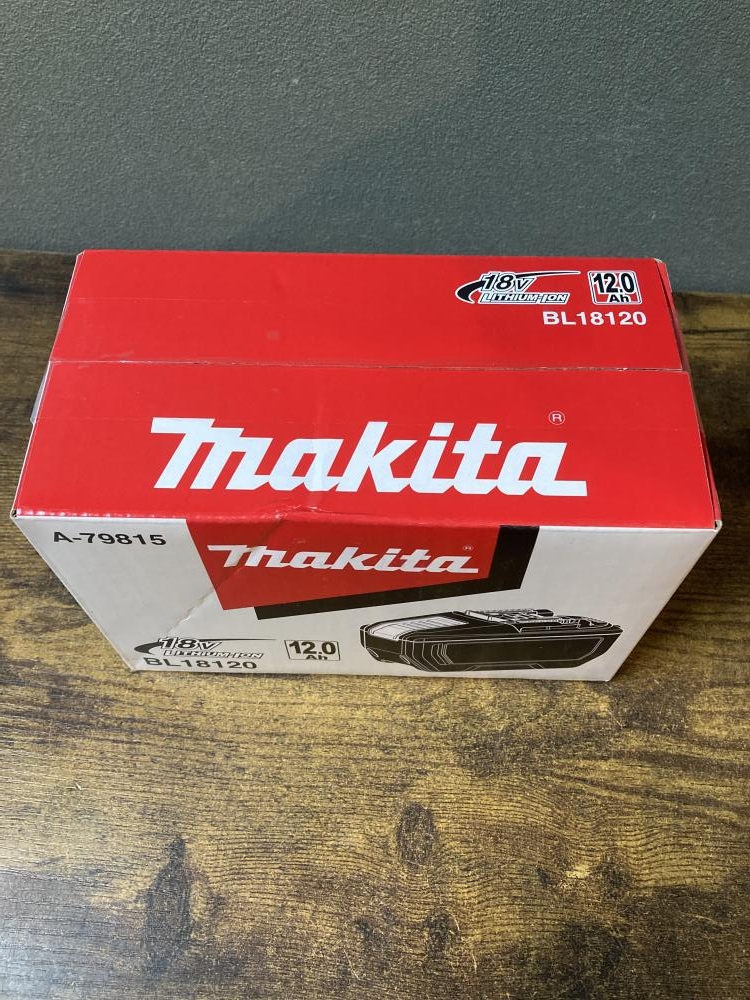 18V
LITHIUM-ION
12.0
Ah
BL18120
makita®
A-79815
makita®
18V
LITHIUM-ION
12.0
Ah
BL18120